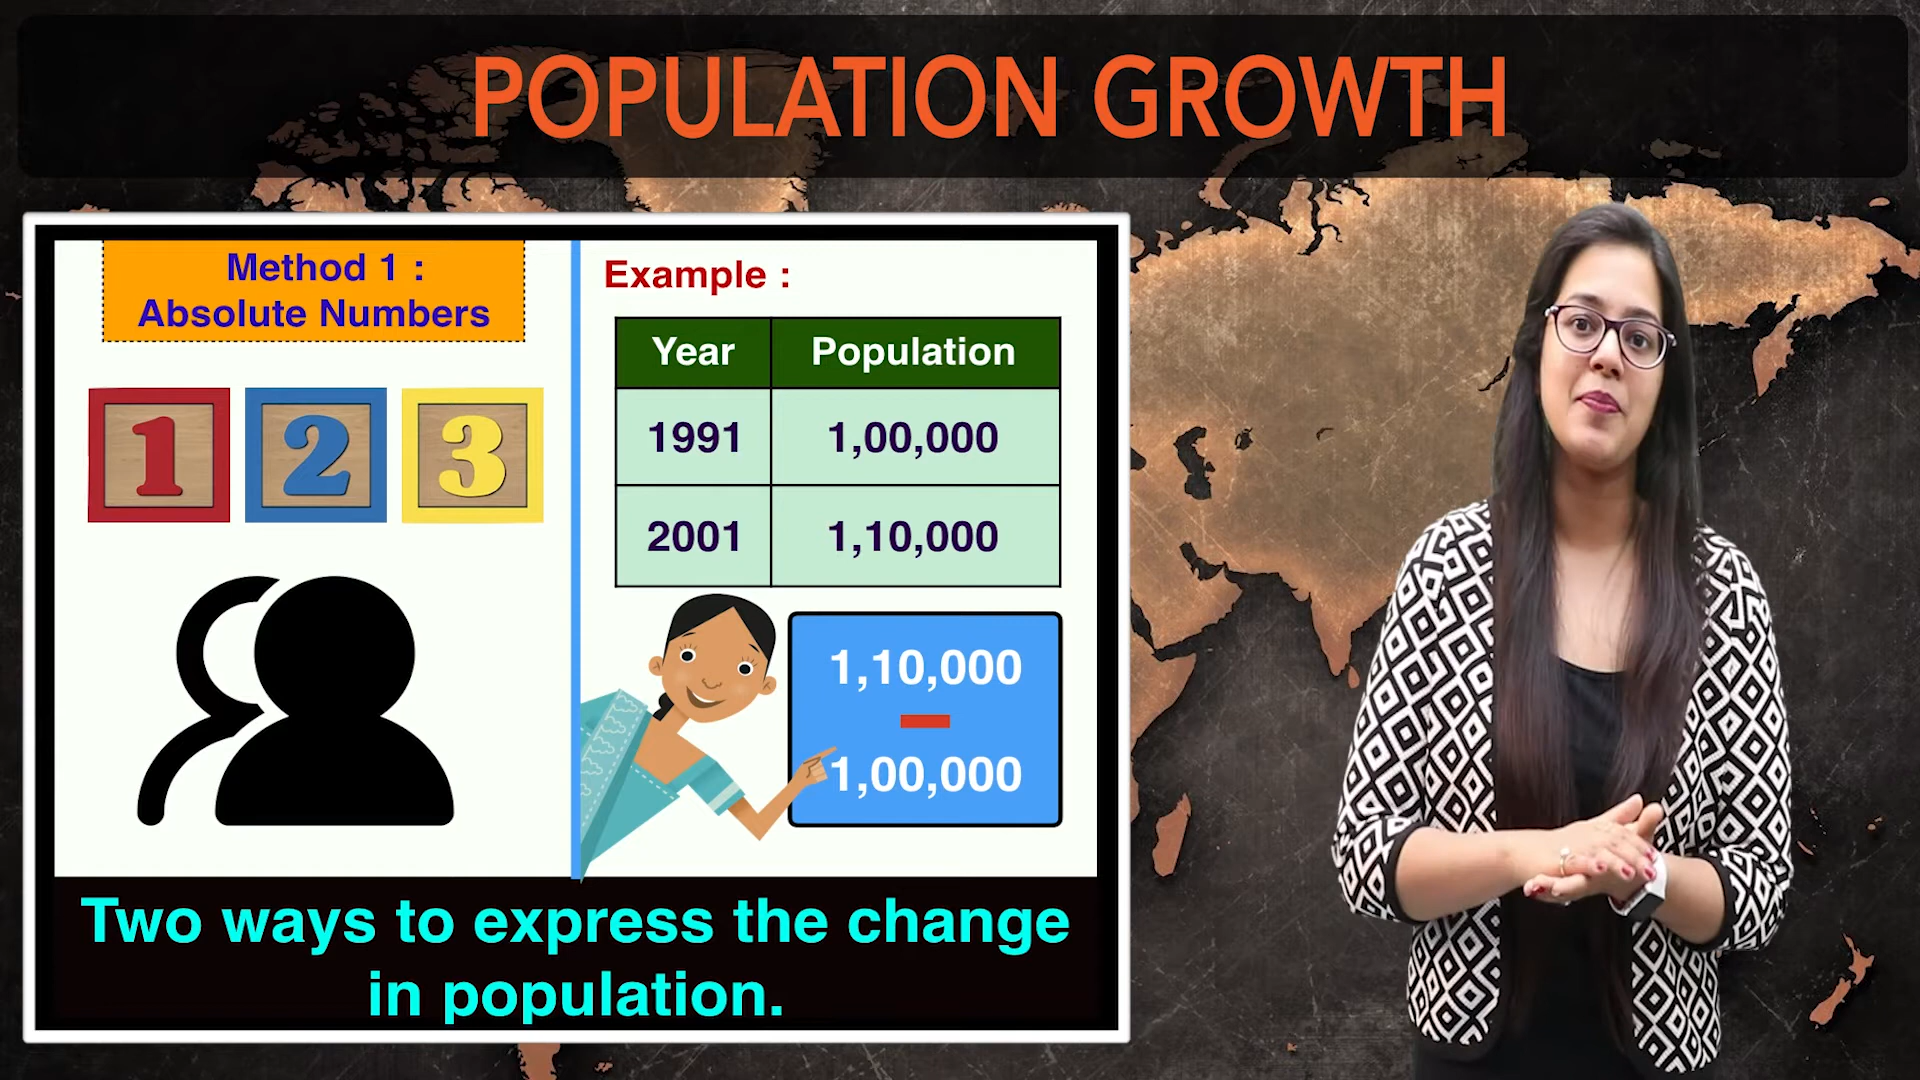 POPULATION GROWTH
Method 1 :
Absolute Numbers
1 2 3
Example :
Year Population
1991 1,00,000
2001 1,10,000
1,10,000
1,00,000
Two ways to express the change
in population.